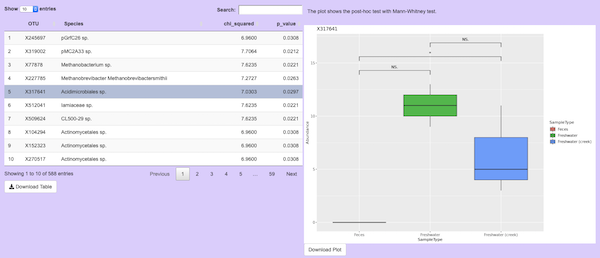 Show 10 entries
Search:
OTU Species chi_squared p_value
1 X245697 pGrfC26 sp. 6.9600 0.0308
2 X319002 pMC2A33 sp. 7.7064 0.0212
3 X77878 Methanobacterium sp. 7.6235 0.0221
4 X227785 Methanobrevibacter Methanobrevibactersmithii 7.2727 0.0263
5 X317641 Acidimicrobiales sp. 7.0303 0.0297
6 X512041 Iamiaceae sp. 7.6235 0.0221
7 X509624 CL500-29 sp. 7.6235 0.0221
8 X104294 Actinomycetales sp. 6.9600 0.0308
9 X152323 Actinomycetales sp. 6.9600 0.0308
10 X270517 Actinomycetales sp. 6.9600 0.0308
Showing 1 to 10 of 588 entries
Previous 1 2 3 4 5 ... 59 Next
Download Table
The plot shows the post-hoc test with Mann-Whitney test.
X317641
NS.
*
NS.
15
10
5
0
Abundance
Feces Freshwater Freshwater (creek)
SampleType
SampleType
Feces
Freshwater
Freshwater (creek)
Download Plot